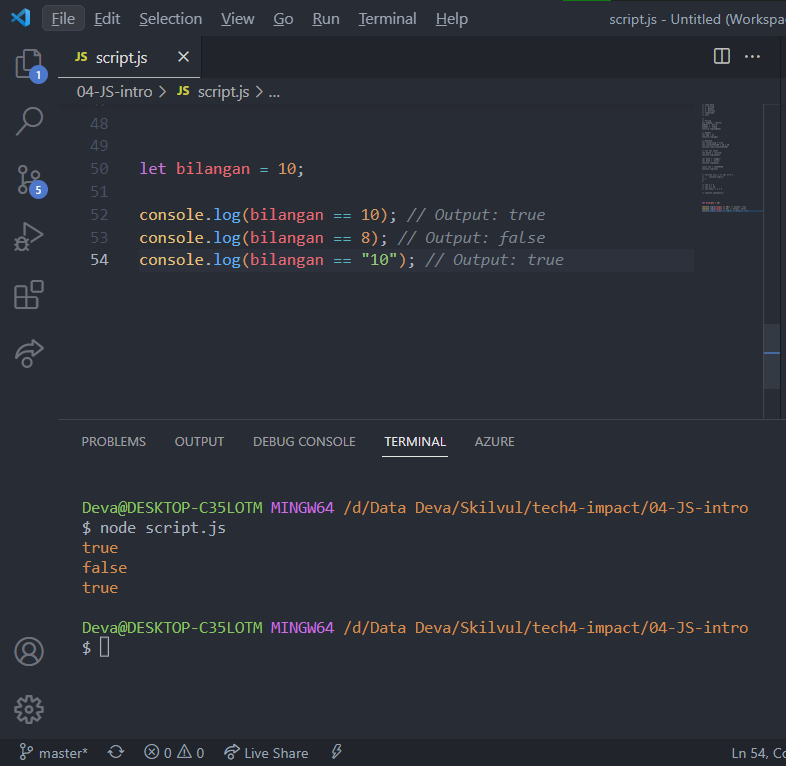 File Edit Selection View Go Run Terminal Help script.js - Untitled (Workspa
1
5
JS script.js
04-JS-intro > JS script.js > ...
48
49
50 let bilangan = 10;
51
52 console.log(bilangan == 10); // Output: true
53 console.log(bilangan == 8); // Output: false
54 console.log(bilangan == "10"); // Output: true
PROBLEMS OUTPUT DEBUG CONSOLE TERMINAL AZURE
Deva@DESKTOP-C35LOTM MINGW64 /d/Data Deva/Skilvul/tech4-impact/04-JS-intro
$ node script.js
true
false
true
Deva@DESKTOP-C35LOTM MINGW64 /d/Data Deva/Skilvul/tech4-impact/04-JS-intro
$
master* 0 0 Live Share Ln 54, Co